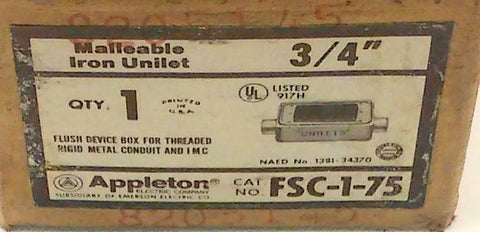 Malleable
Iron Unilet
3/4"
QTY. 1
PRINTED
IN
U.S.A.
UL
LISTED
917H
UNILETS
FLUSH DEVICE BOX FOR THREADED
RIGID METAL CONDUIT AND IMC
NAED No. 1381-34370
Appleton®
ELECTRIC COMPANY
SUBSIDIARY OF EMERSON ELECTRIC CO
CAT.
NO.
FSC-1-75